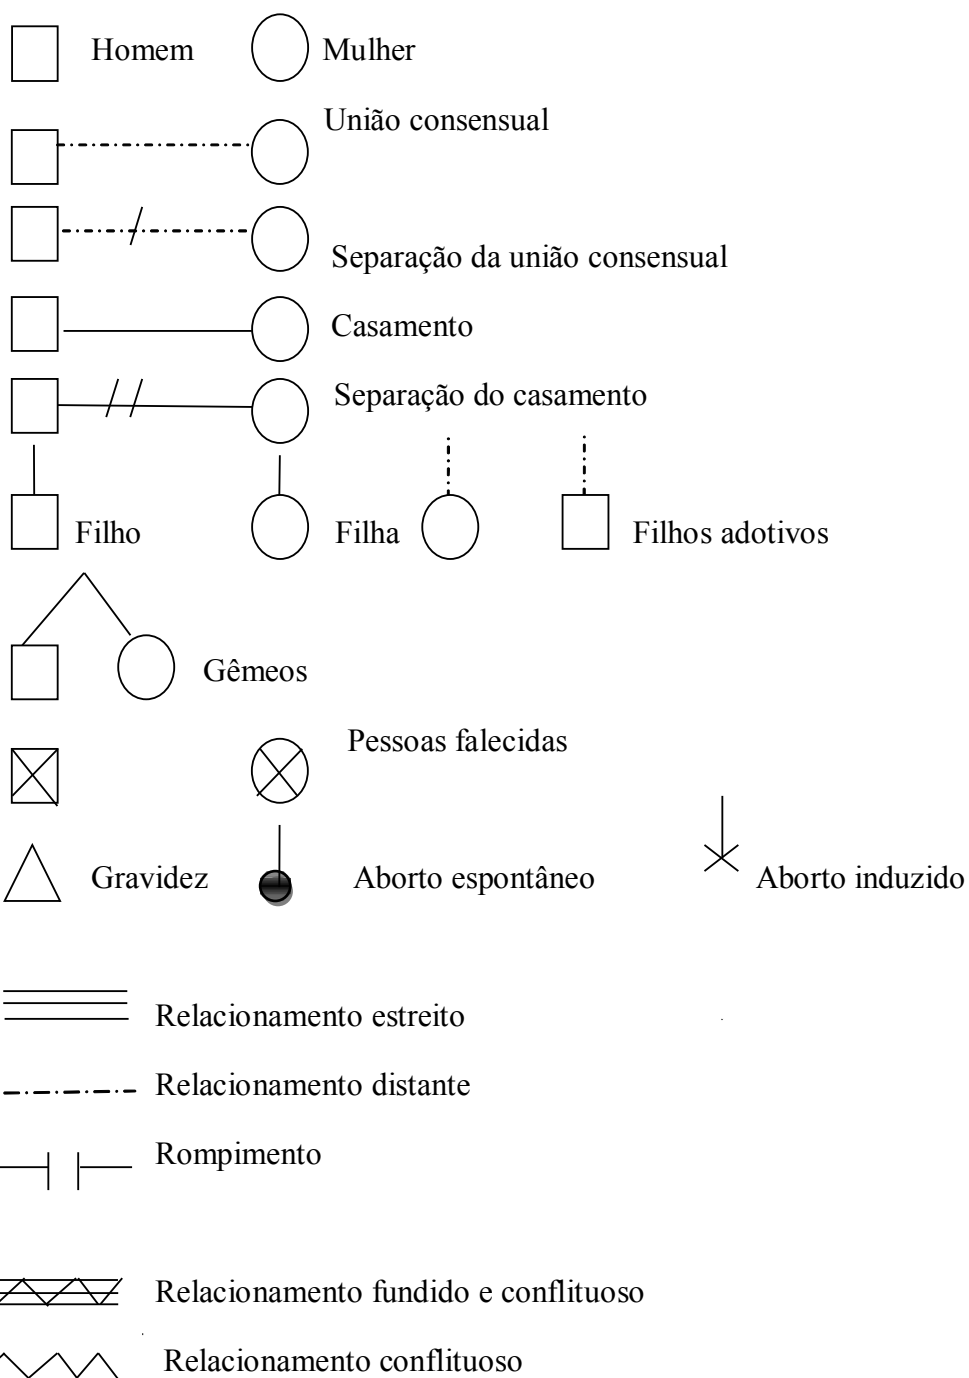 Homem Mulher
União consensual
Separação da união consensual
Casamento
Separação do casamento
Filho Filha Filhos adotivos
Gêmeos
Pessoas falecidas
Gravidez Aborto espontâneo Aborto induzido
Relacionamento estreito
Relacionamento distante
Rompimento
Relacionamento fundido e conflituoso
Relacionamento conflituoso